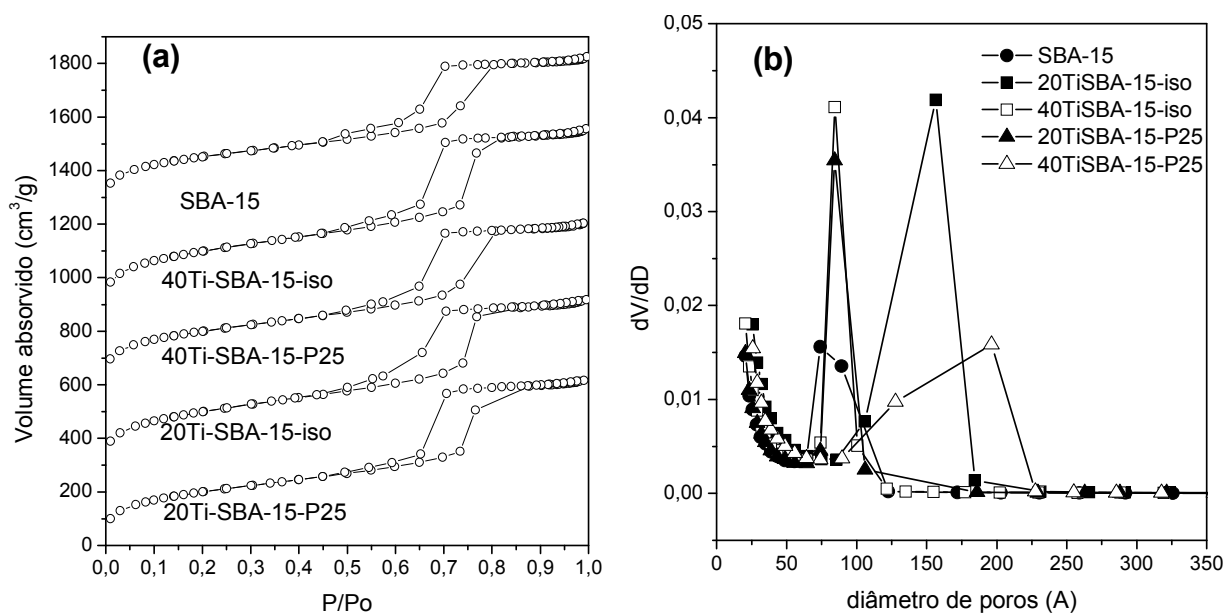 (a)
Volume absorvido (cm³/g)
1800
1600
1400
1200
1000
800
600
400
200
0
SBA-15
40Ti-SBA-15-iso
40Ti-SBA-15-P25
20Ti-SBA-15-iso
20Ti-SBA-15-P25
0,0 0,1 0,2 0,3 0,4 0,5 0,6 0,7 0,8 0,9 1,0
P/Po
(b)
dV/dD
0,05
0,04
0,03
0,02
0,01
0,00
SBA-15
20TiSBA-15-iso
40TiSBA-15-iso
20TiSBA-15-P25
40TiSBA-15-P25
0 50 100 150 200 250 300 350
diâmetro de poros (A)